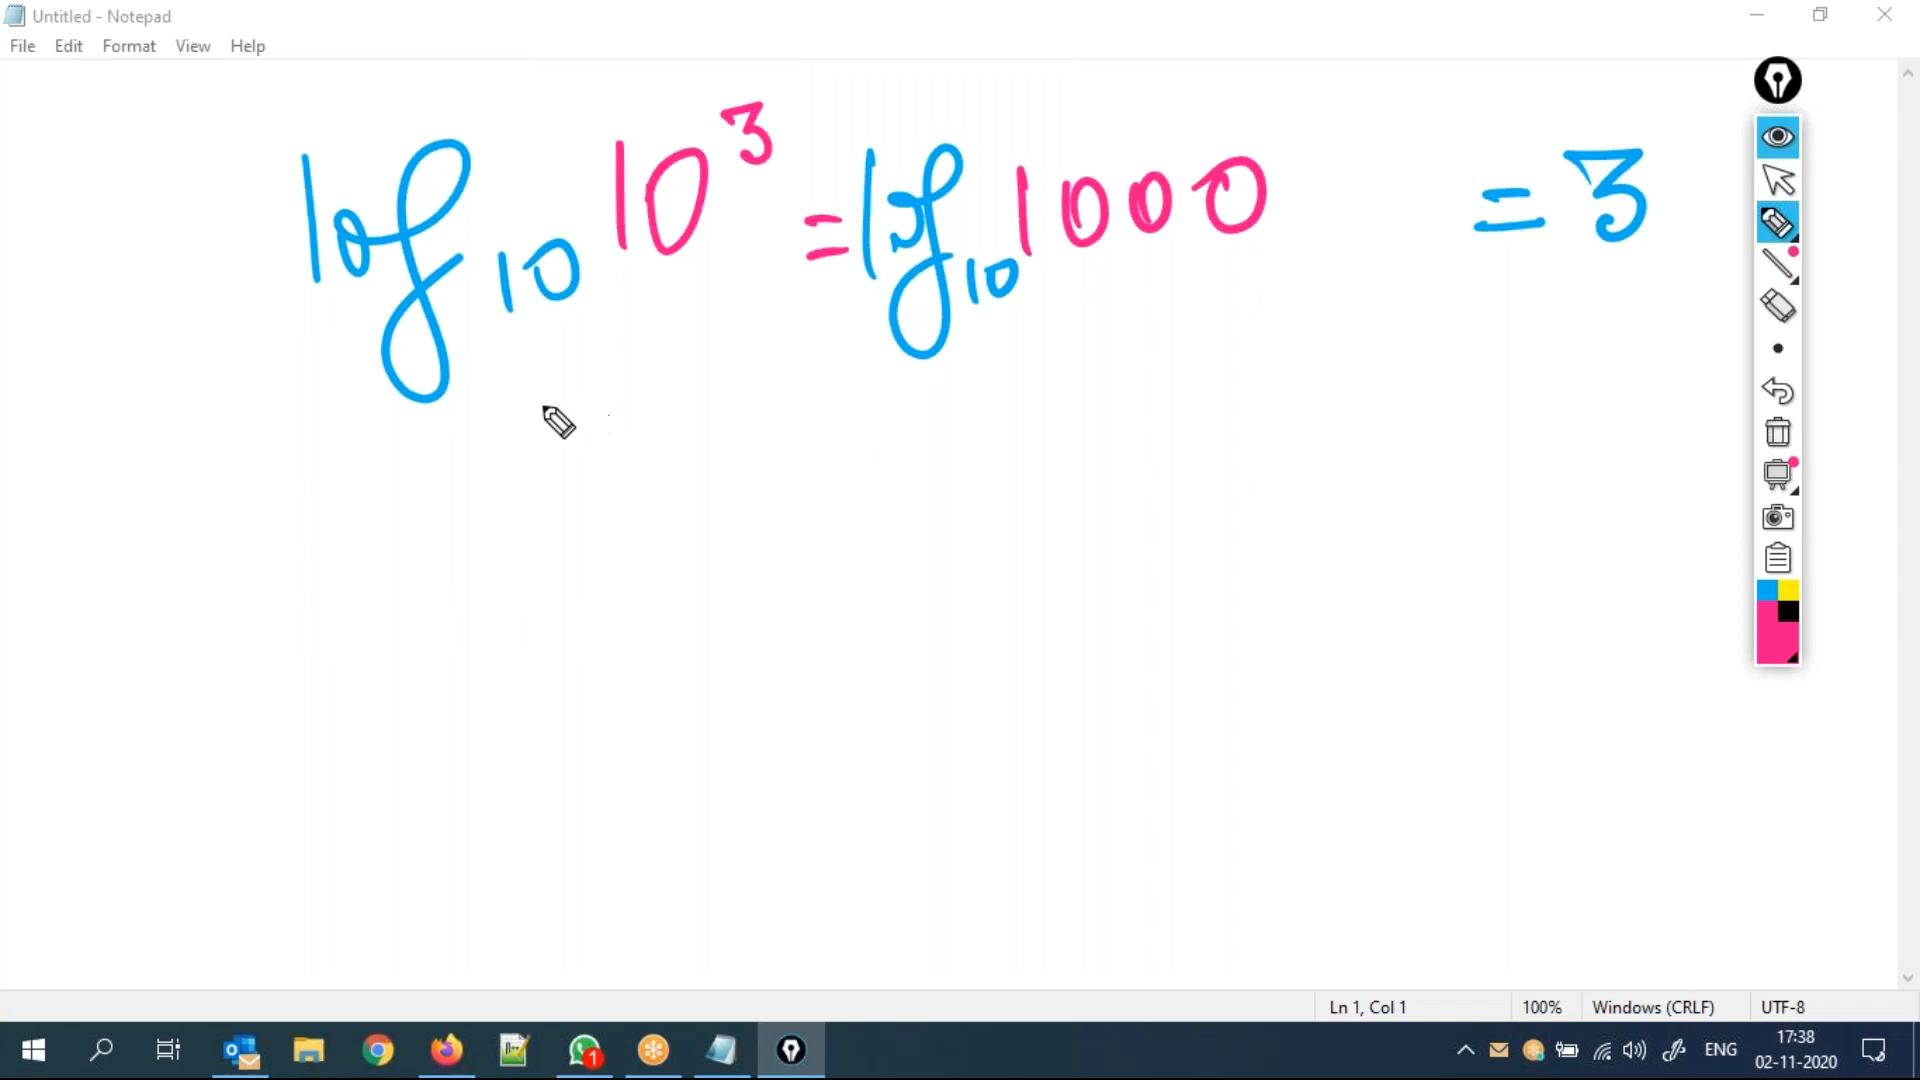 Untitled - Notepad
File Edit Format View Help
log₁₀ 10³ = log₁₀ 1000 = 3
Ln 1, Col 1 100% Windows (CRLF) UTF-8
1 ENG 17:38
02-11-2020